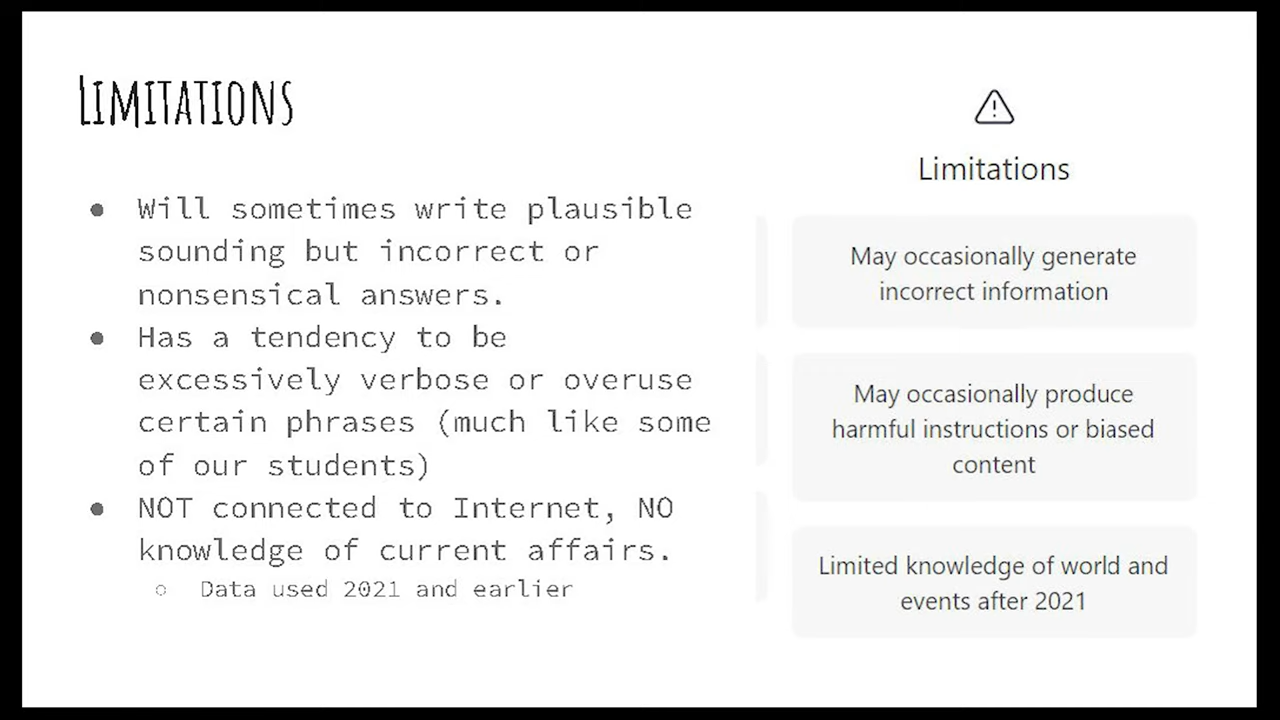 Limitations
● Will sometimes write plausible
sounding but incorrect or
nonsensical answers.
● Has a tendency to be
excessively verbose or overuse
certain phrases (much like some
of our students)
● NOT connected to Internet, NO
knowledge of current affairs.
○ Data used 2021 and earlier
Limitations
May occasionally generate
incorrect information
May occasionally produce
harmful instructions or biased
content
Limited knowledge of world and
events after 2021